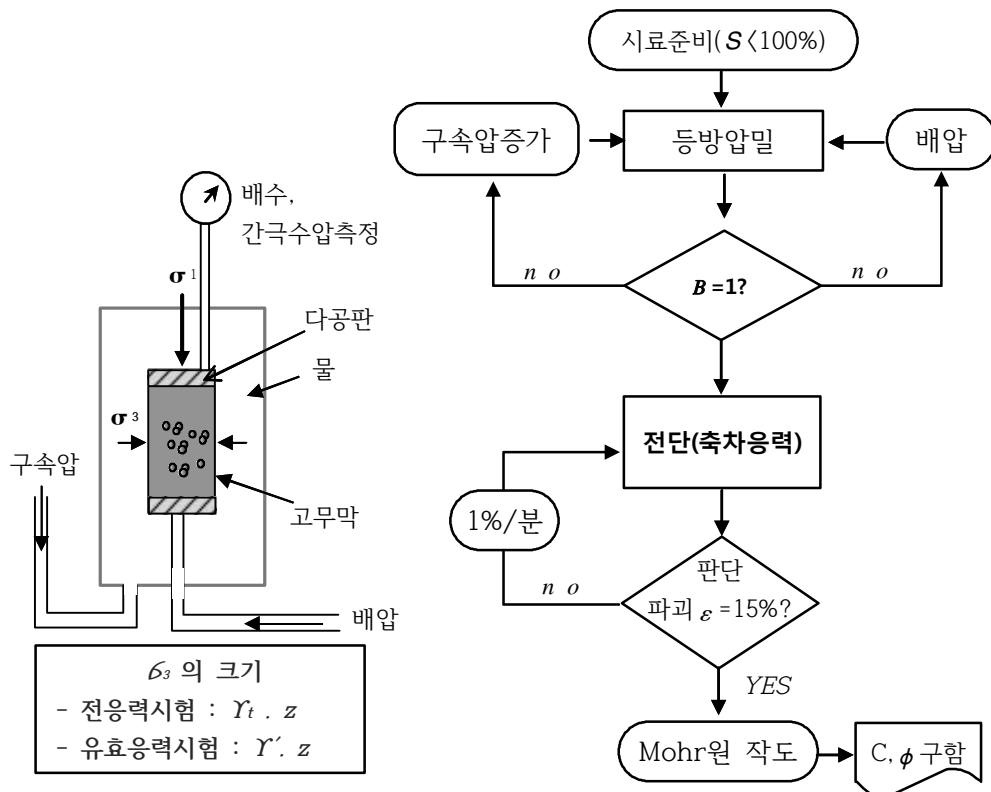 배수,
간극수압측정
σ 1
다공판
물
σ 3
구속압
고무막
배압
σ₃ 의 크기
- 전응력시험 : ϒt . z
- 유효응력시험 : ϒ′. z
시료준비(S<100%)
구속압증가
등방압밀
배압
n o
B=1?
n o
전단(축차응력)
1%/분
판단
파괴 ε=15%?
n o
YES
Mohr원 작도
C, ϕ 구함